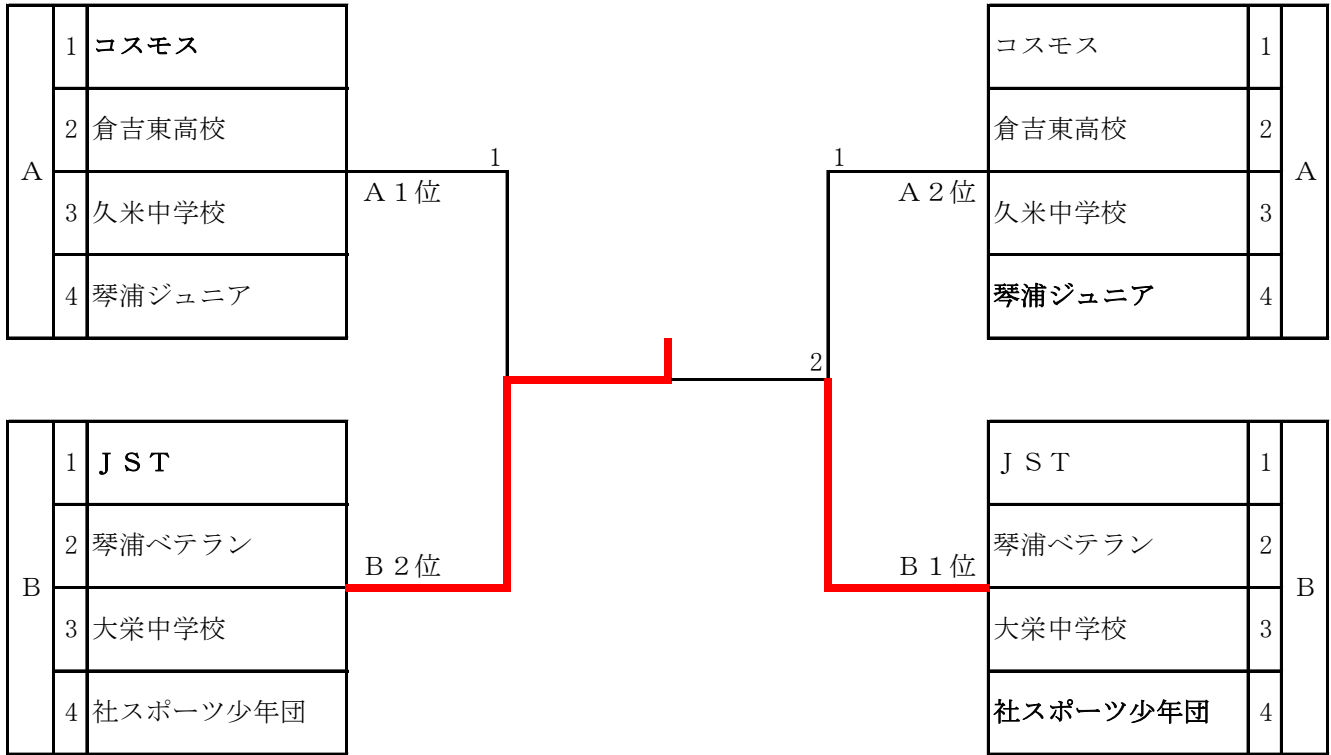 1 コスモス
2 倉吉東高校
A
3 久米中学校
4 琴浦ジュニア
1
A1位
B
1 JST
2 琴浦ベテラン
3 大栄中学校
4 社スポーツ少年団
B2位
コスモス 1
倉吉東高校 2
A
久米中学校 3
琴浦ジュニア 4
1
A2位
2
JST 1
琴浦ベテラン 2
B
大栄中学校 3
社スポーツ少年団 4
B1位